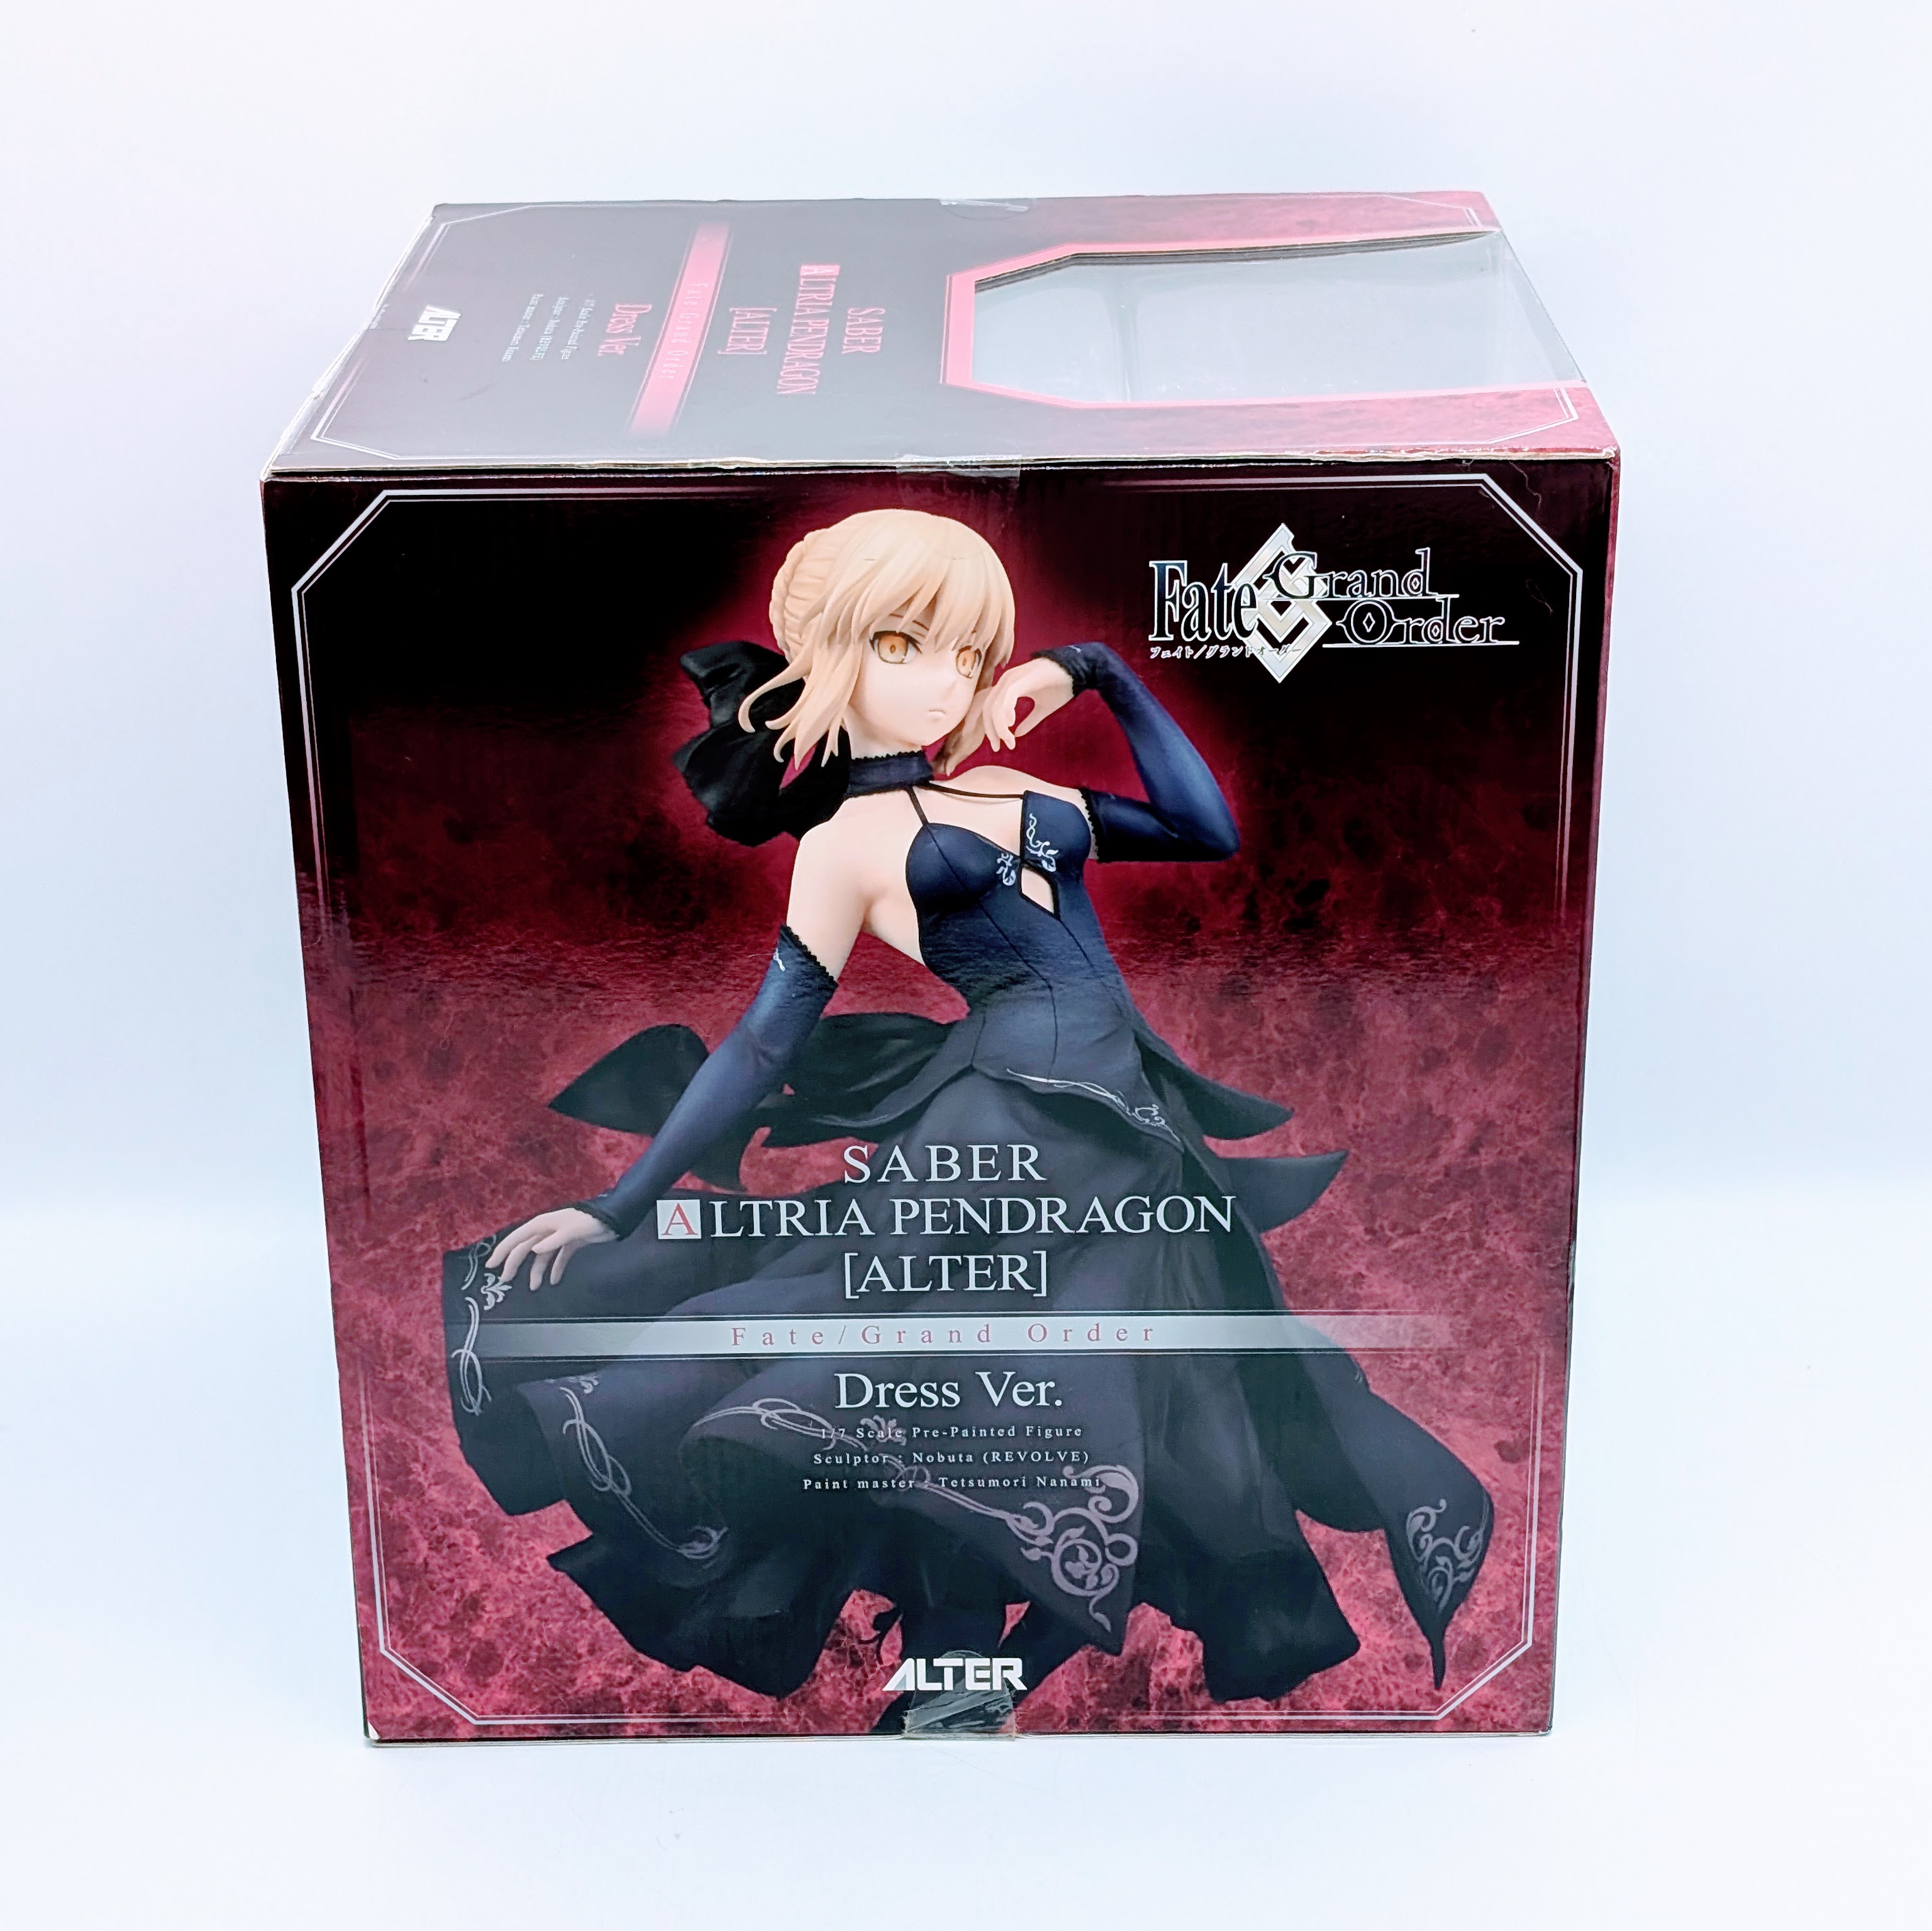 SABER
ALTRIA PENDRAGON
[ALTER]
Fate/Grand Order
Dress Ver.
ALTER
Fate Grand Order
フェイト/グランドオーダー
SABER
ALTRIA PENDRAGON
[ALTER]
Fate/Grand Order
Dress Ver.
1/7 Scale Pre-Painted Figure
Sculptor : Nobuta (REVOLVE)
Paint master : Tetsumori Nanami
ALTER